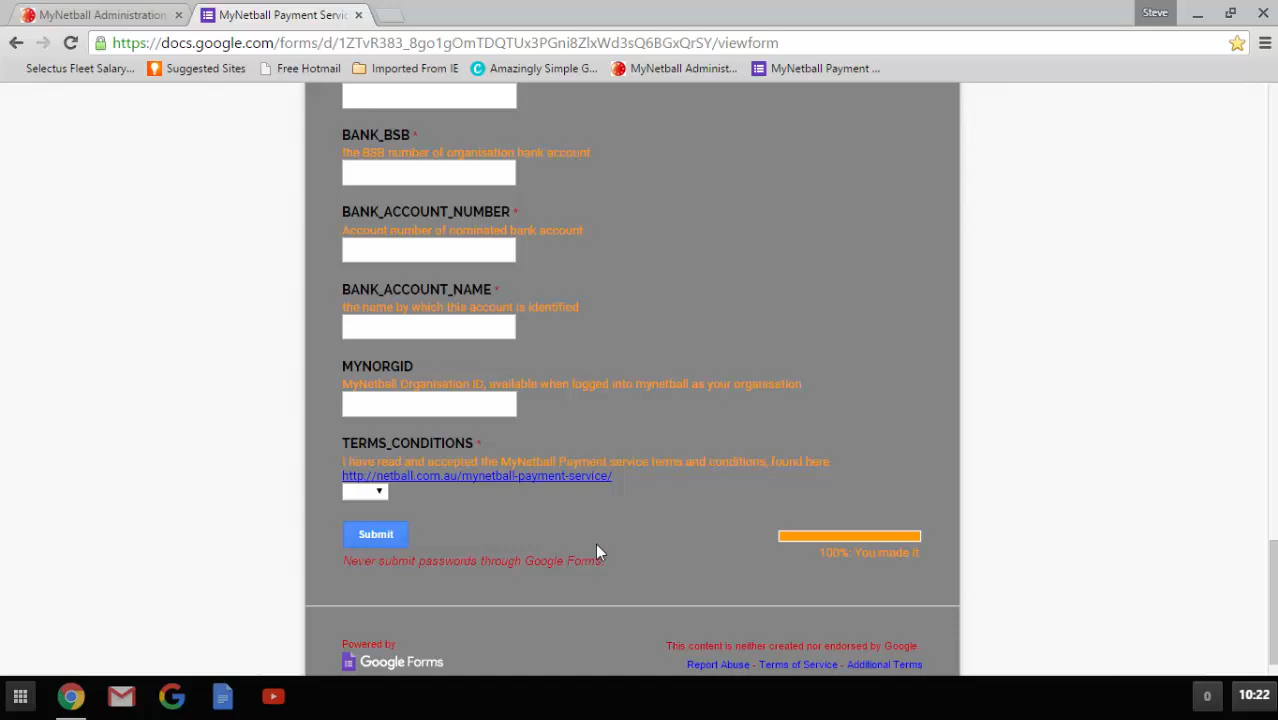 MyNetball Administration
MyNetball Payment Servic
Steve
https://docs.google.com/forms/d/1ZTvR383_8go1gOmTDQTUx3PGni8ZlxWd3sQ6BGxQrSY/viewform
Selectus Fleet Salary...
Suggested Sites
Free Hotmail
Imported From IE
Amazingly Simple G...
MyNetball Administ...
MyNetball Payment ...
BANK_BSB *
the BSB number of organisation bank account
BANK_ACCOUNT_NUMBER *
Account number of nominated bank account
BANK_ACCOUNT_NAME *
the name by which this account is identified
MYNORGID
MyNetball Organisation ID, available when logged into mynetball as your organisation
TERMS_CONDITIONS *
I have read and accepted the MyNetball Payment service terms and conditions, found here
http://netball.com.au/mynetball-payment-service/
Submit
Never submit passwords through Google Forms.
100%: You made it
Powered by
Google Forms
This content is neither created nor endorsed by Google.
Report Abuse - Terms of Service - Additional Terms
0
10:22